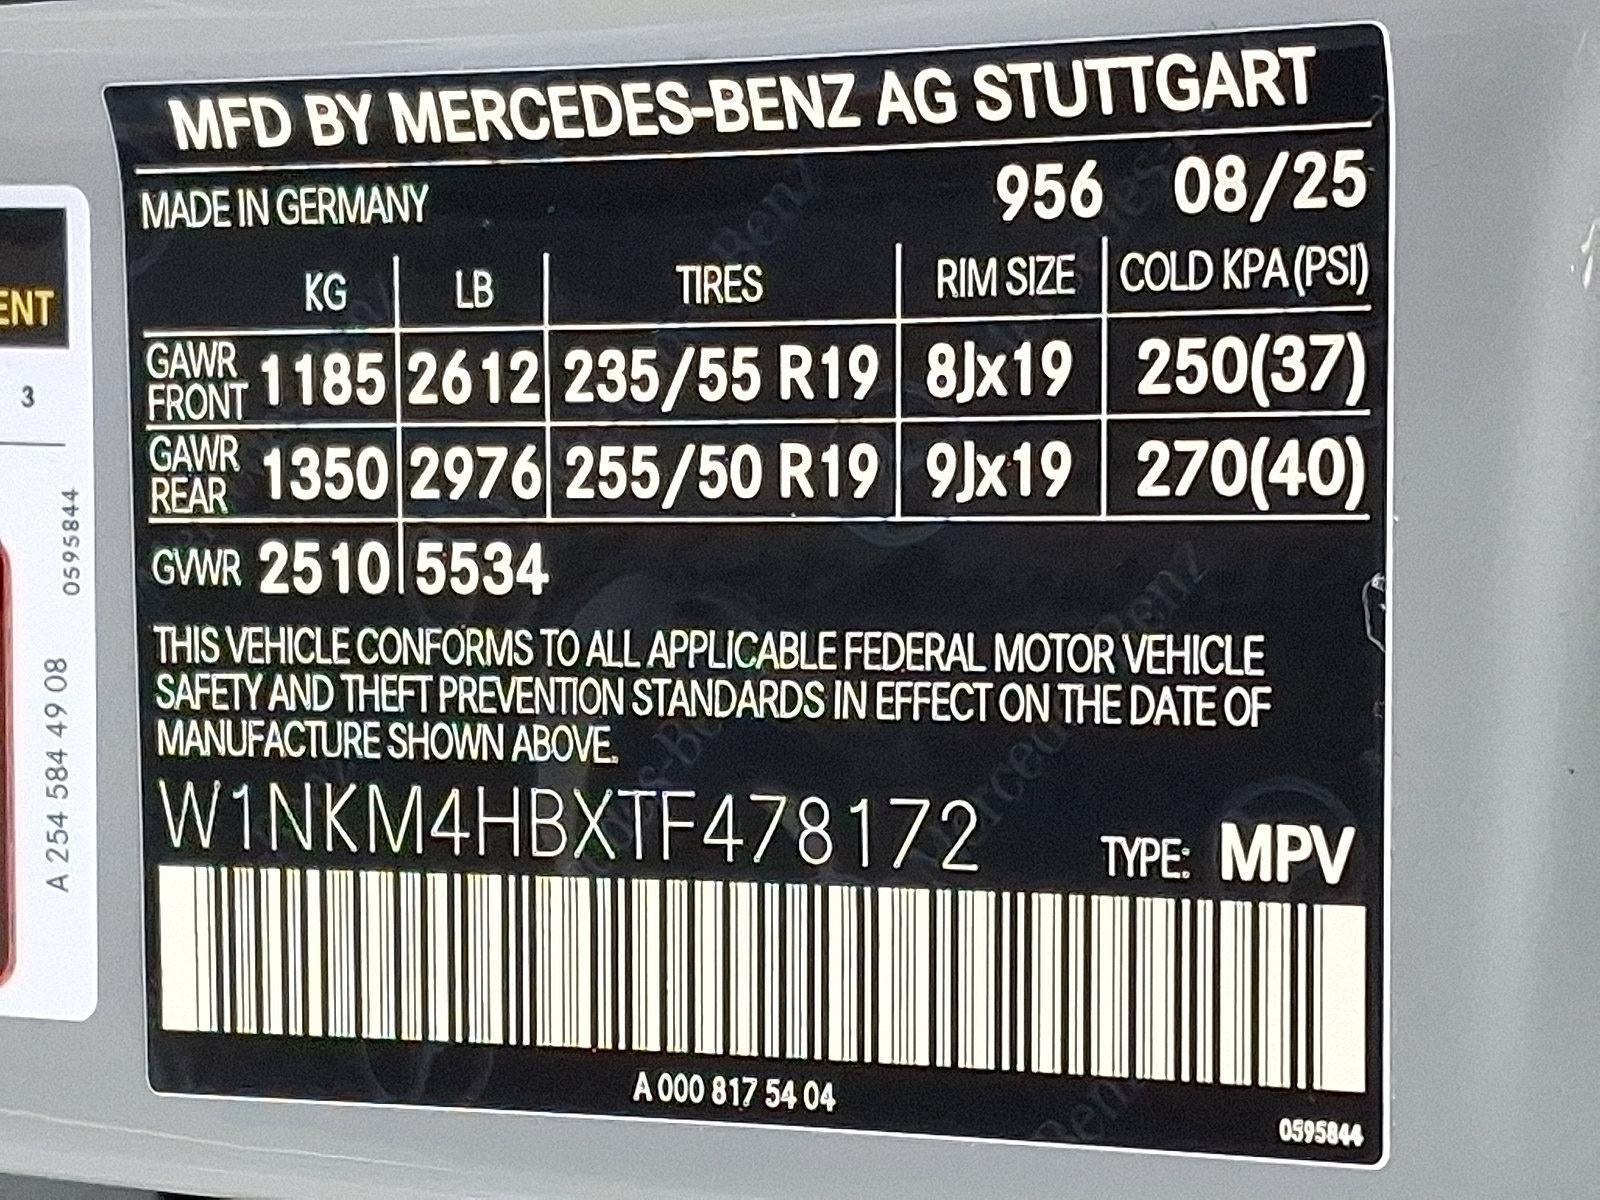 MFD BY MERCEDES-BENZ AG STUTTGART
MADE IN GERMANY 956 08/25
KG LB TIRES RIM SIZE COLD KPA(PSI)
GAWR FRONT 1185 2612 235/55 R19 8Jx19 250(37)
GAWR REAR 1350 2976 255/50 R19 9Jx19 270(40)
GVWR 2510 5534
THIS VEHICLE CONFORMS TO ALL APPLICABLE FEDERAL MOTOR VEHICLE
SAFETY AND THEFT PREVENTION STANDARDS IN EFFECT ON THE DATE OF
MANUFACTURE SHOWN ABOVE.
W1NKM4HBXTF478172 TYPE: MPV
A 000 817 54 04
0595844
ENT
3
A 254 584 49 08 0595844